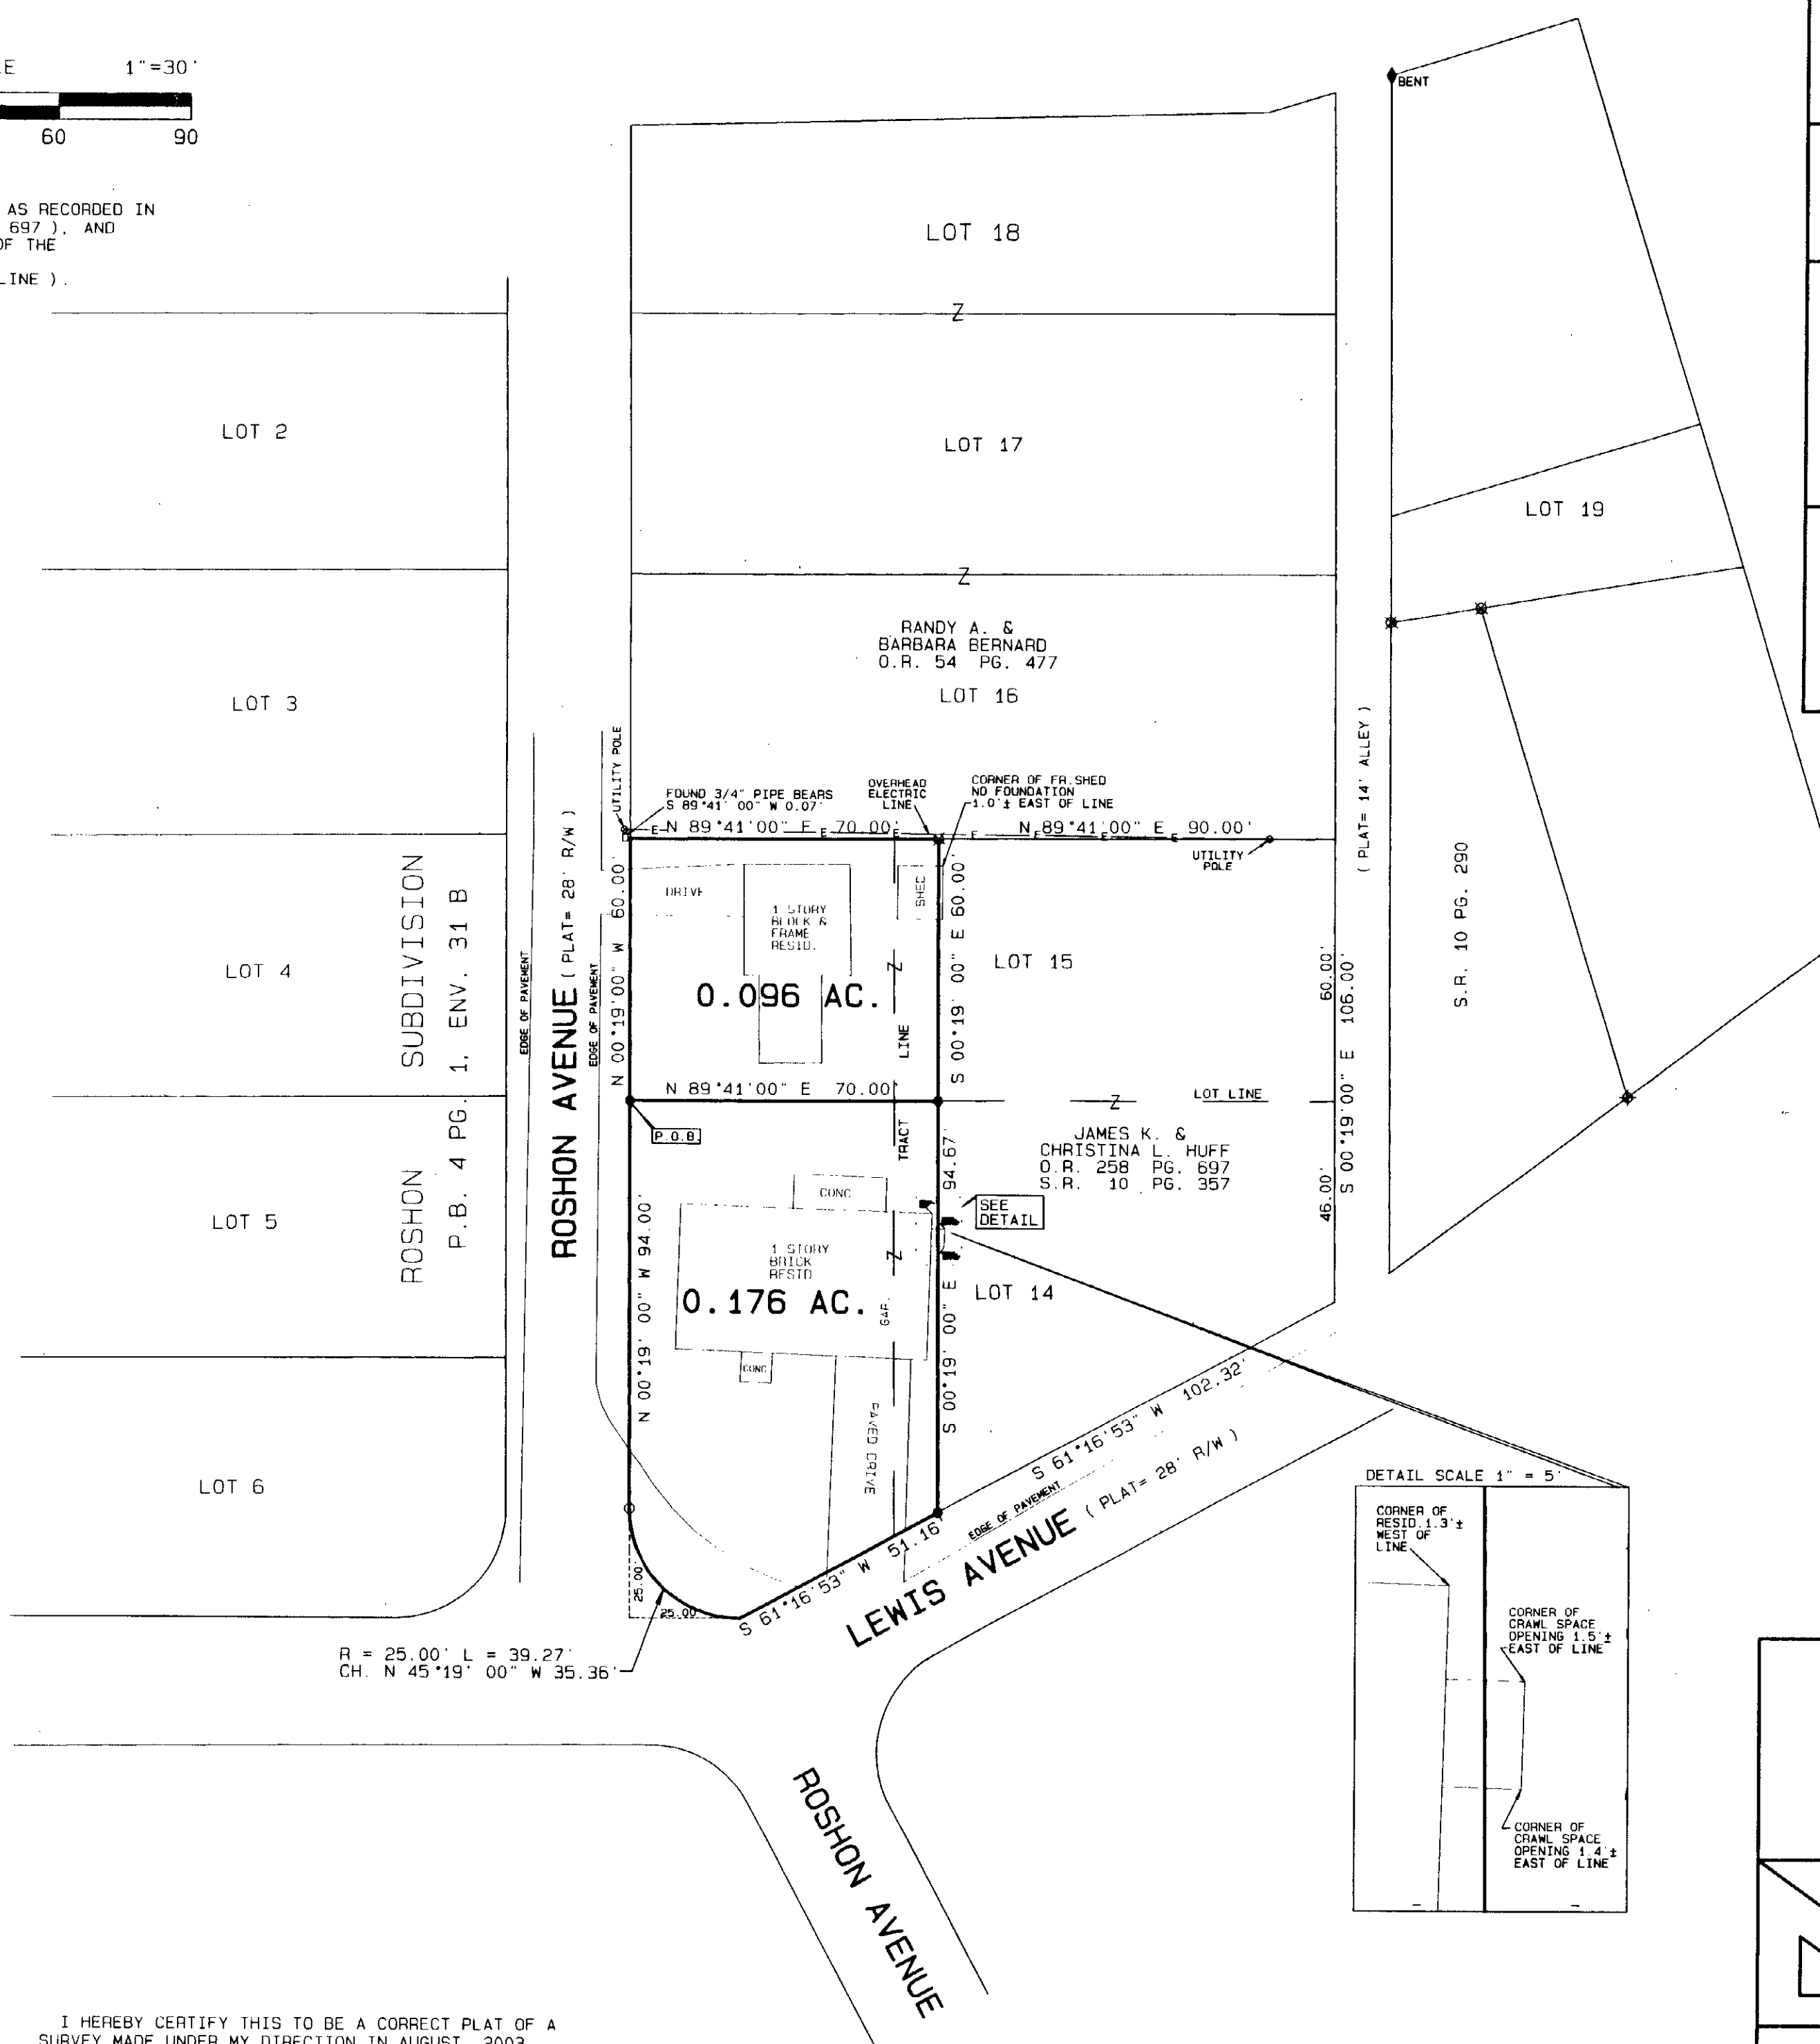 E 1"=30'
60 90
AS RECORDED IN
697 ), AND
OF THE
LINE ).
BENT
LOT 18
Z
LOT 2
LOT 17
LOT 19
Z
RANDY A. &
BARBARA BERNARD
O.R. 54 PG. 477
LOT 16
LOT 3
( PLAT= 14' ALLEY )
UTILITY POLE
FOUND 3/4" PIPE BEARS
S 89°41' 00" W 0.07'
OVERHEAD
ELECTRIC
LINE
CORNER OF FR.SHED
NO FOUNDATION
1.0'± EAST OF LINE
E N 89°41'00" E E 70.00' E
E N 89°41'00" E E E 90.00'
UTILITY
POLE
DRIVE
1 STORY
BLOCK &
FRAME
RESID.
SHED
N 00°19'00" W 60.00'
S 00°19' 00" E 60.00'
LOT 4
LOT 15
0.096 AC.
Z
LINE
60.00'
S 00°19'00" E 106.00'
S.R. 10 PG. 290
ROSHON SUBDIVISION
P.B. 4 PG. 1, ENV. 31 B
EDGE OF PAVEMENT
ROSHON AVENUE ( PLAT= 28' R/W )
EDGE OF PAVEMENT
N 89°41'00" E 70.00'
Z
LOT LINE
P.O.B.
TRACT
JAMES K. &
CHRISTINA L. HUFF
O.R. 258 PG. 697
S.R. 10 PG. 357
46.00'
CONC
SEE
DETAIL
LOT 5
N 00°19' 00" W 94.00'
S 00°19' 00" E 94.67'
1 STORY
BRICK
RESID
Z
GAR.
0.176 AC.
LOT 14
CONC
PAVED DRIVE
LOT 6
S 61°16'53" W 102.32'
S 61°16'53" W 51.16'
EDGE OF PAVEMENT
LEWIS AVENUE ( PLAT= 28' R/W )
25.00'
25.00'
R = 25.00' L = 39.27'
CH. N 45°19' 00" W 35.36'
DETAIL SCALE 1" = 5'
CORNER OF
RESID.1.3'±
WEST OF
LINE
CORNER OF
CRAWL SPACE
OPENING 1.5'±
EAST OF LINE
CORNER OF
CRAWL SPACE
OPENING 1.4'±
EAST OF LINE
ROSHON AVENUE
I HEREBY CERTIFY THIS TO BE A CORRECT PLAT OF A
SURVEY MADE UNDER MY DIRECTION IN AUGUST, 2003